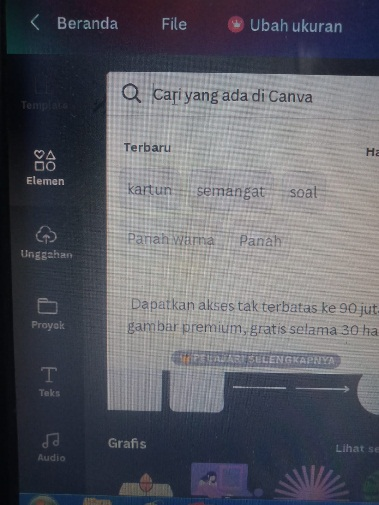 Beranda File Ubah ukuran
Template
Cari yang ada di Canva
Terbaru
Elemen
kartun semangat soal
Panah warna Panah
Unggahan
Dapatkan akses tak terbatas ke 90 jut
gambar premium, gratis selama 30 ha
Proyek
PELAJARI SELENGKAPNYA
Teks
Grafis Lihat se
Audio